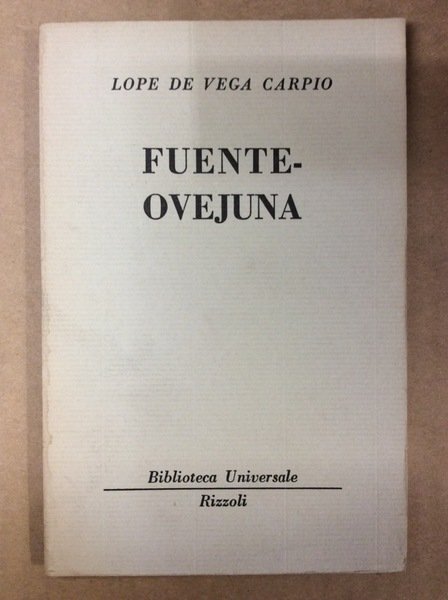 LOPE DE VEGA CARPIO
FUENTE-
OVEJUNA
Biblioteca Universale
Rizzoli